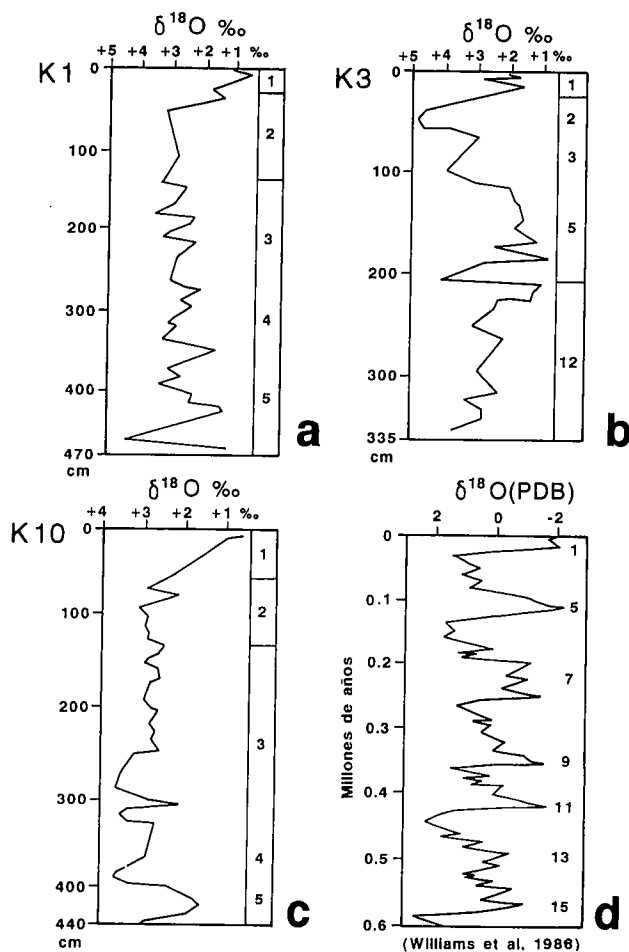 δ18O ‰
+5 +4 +3 +2 +1 ‰
K1
0
100
200
300
400
470
cm
1
2
3
4
5
a
δ18O ‰
+5 +4 +3 +2 +1 ‰
K3
0
100
200
300
335
cm
1
2
3
5
12
b
δ18O ‰
+4 +3 +2 +1 ‰
K10
0
100
200
300
400
440
cm
1
2
3
4
5
c
δ18O(PDB)
2 0 -2
0
0.1
0.2
0.3
0.4
0.5
0.6
Millones de años
1
5
7
9
11
13
15
d
(Williams et al, 1986)